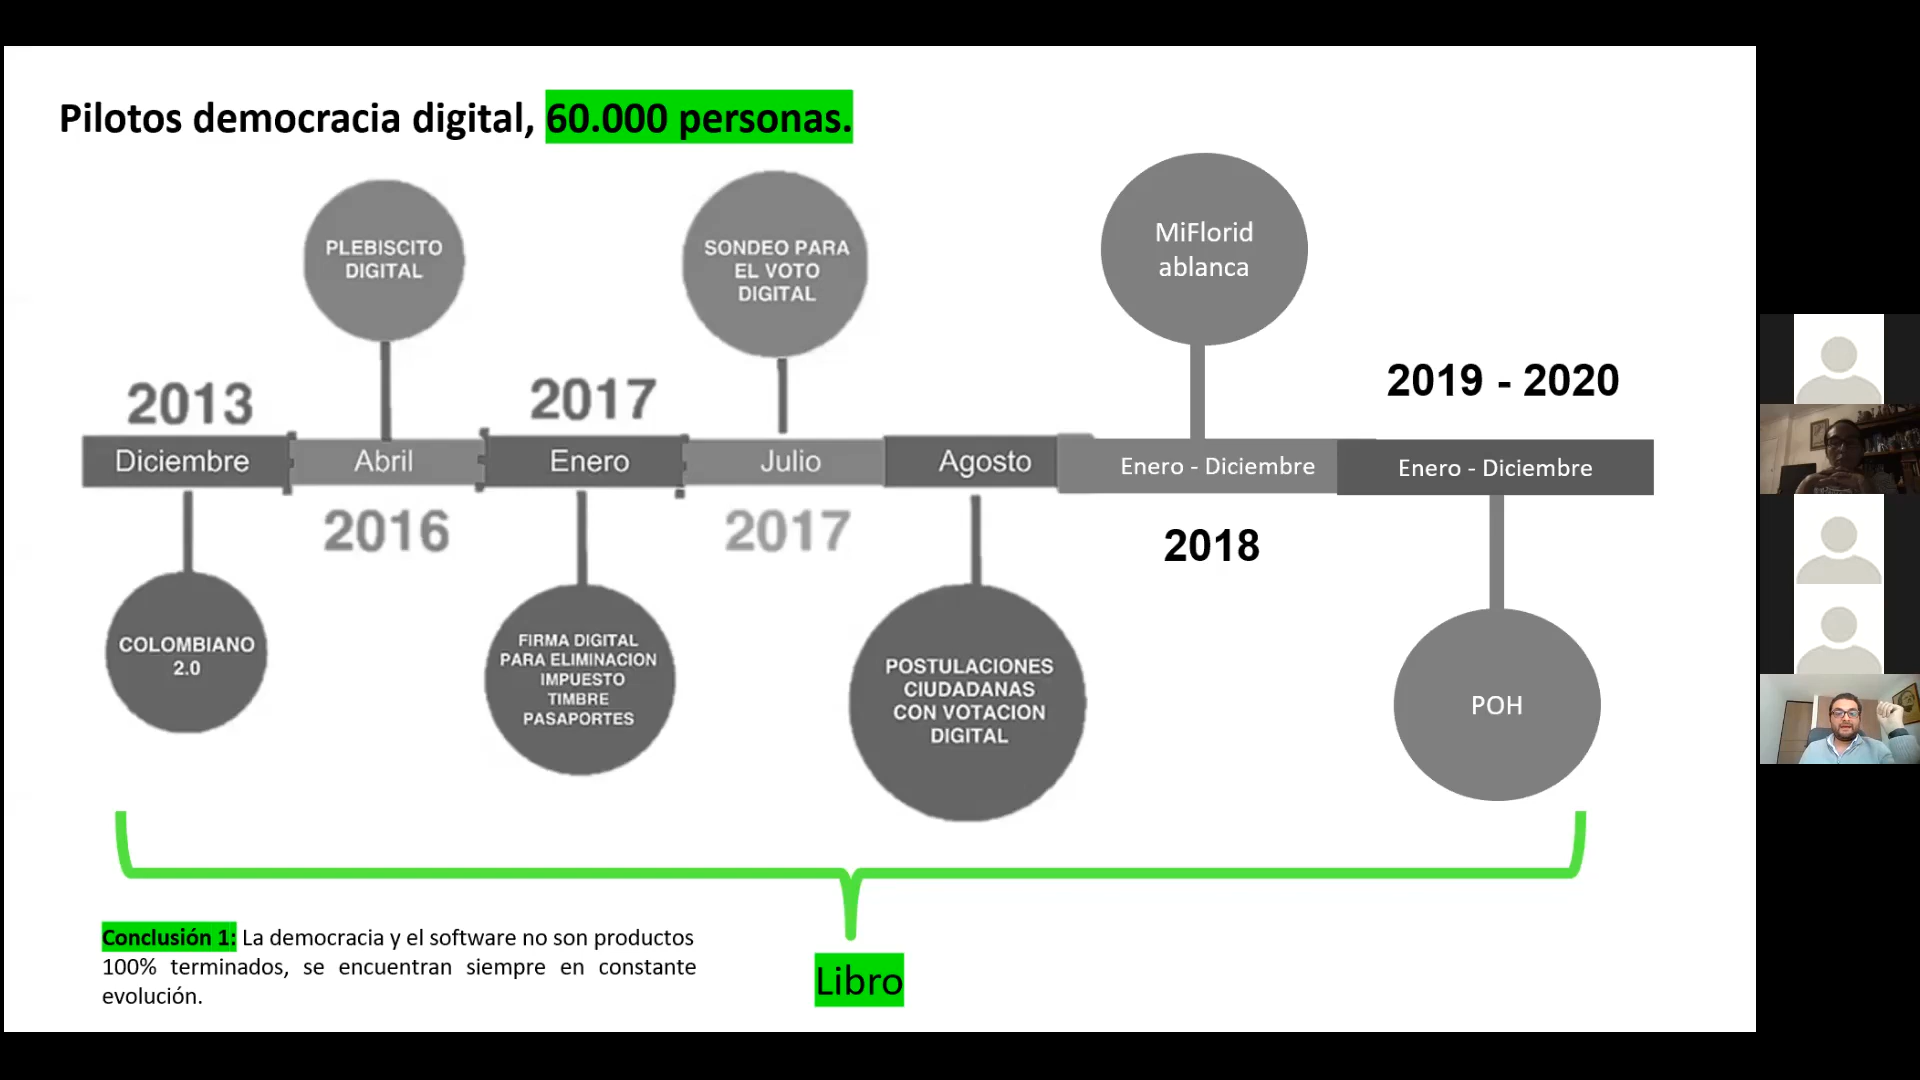 Pilotos democracia digital, 60.000 personas.
PLEBISCITO
DIGITAL
SONDEO PARA
EL VOTO
DIGITAL
MiFlorid
ablanca
2013
2017
2019 - 2020
Diciembre
Abril
Enero
Julio
Agosto
Enero - Diciembre
Enero - Diciembre
2016
2017
2018
COLOMBIANO
2.0
FIRMA DIGITAL
PARA ELIMINACION
IMPUESTO
TIMBRE
PASAPORTES
POSTULACIONES
CIUDADANAS
CON VOTACION
DIGITAL
POH
Conclusión 1: La democracia y el software no son productos
100% terminados, se encuentran siempre en constante
evolución.
Libro